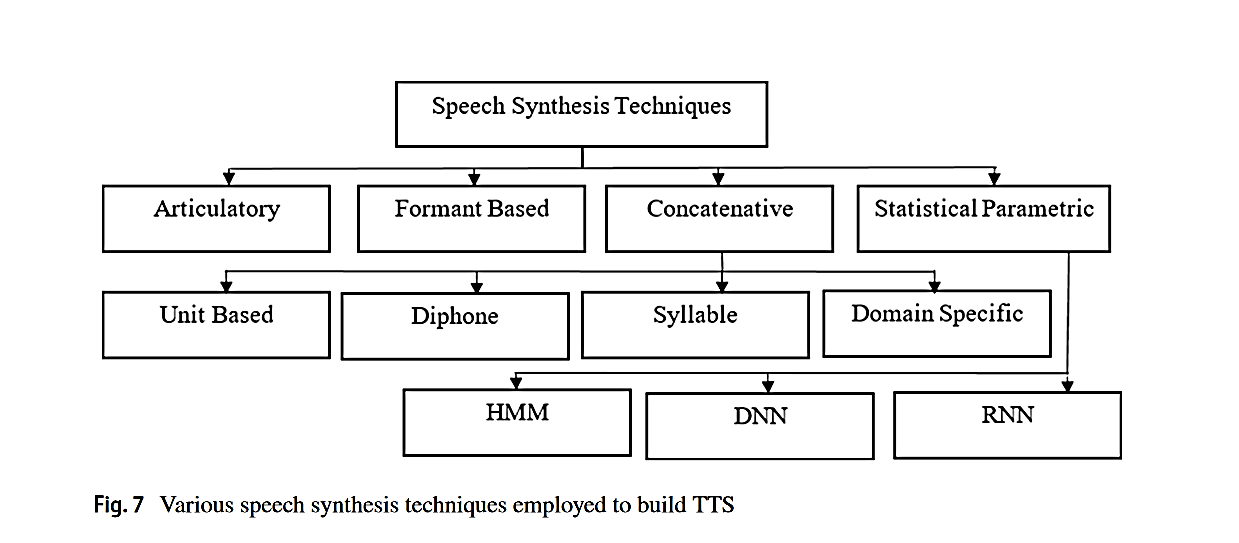 Speech Synthesis Techniques
Articulatory
Formant Based
Concatenative
Statistical Parametric
Unit Based
Diphone
Syllable
Domain Specific
HMM
DNN
RNN
Fig. 7 Various speech synthesis techniques employed to build TTS